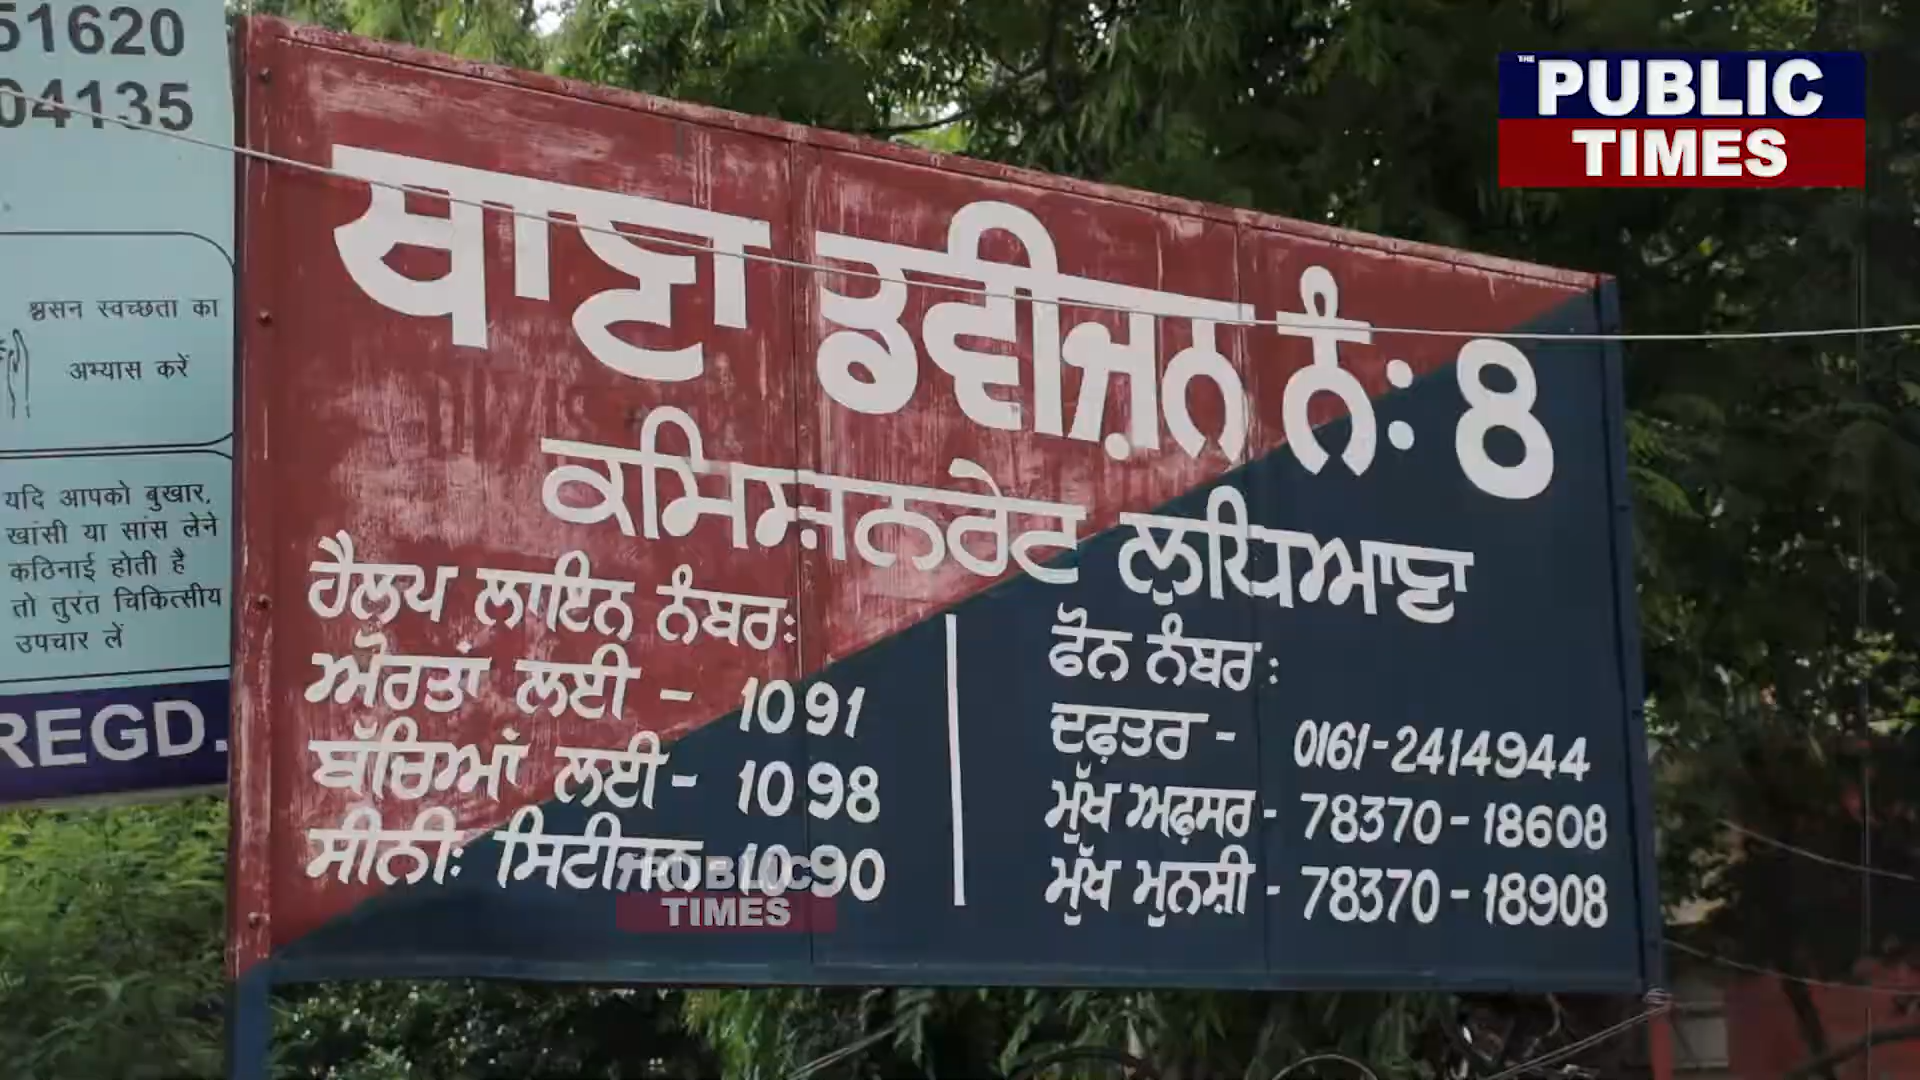 51620
04135
श्वसन स्वच्छता का
अभ्यास करें
यदि आपको बुखार,
खांसी या सांस लेने
कठिनाई होती है
तो तुरंत चिकित्सीय
उपचार लें
REGD.
ਥਾਣਾ ਡਵੀਜ਼ਨ ਨੰ: 8
ਕਮਿਸ਼ਨਰੇਟ ਲੁਧਿਆਣਾ
ਹੈਲਪ ਲਾਇਨ ਨੰਬਰ:
ਔਰਤਾਂ ਲਈ - 1091
ਬੱਚਿਆਂ ਲਈ - 1098
ਸੀਨੀ: ਸਿਟੀਜਨ 1090
ਫੋਨ ਨੰਬਰ:
ਦਫ਼ਤਰ - 0161-2414944
ਮੁੱਖ ਅਫ਼ਸਰ - 78370-18608
ਮੁੱਖ ਮੁਨਸ਼ੀ - 78370-18908
THE PUBLIC
TIMES
PUBLIC
TIMES